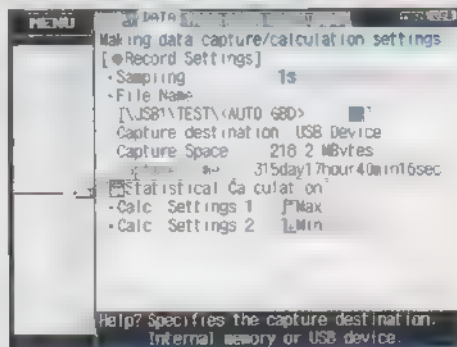 MENU
DATA
Making data capture/calculation settings
[●Record Settings]
・Sampling 1s
・File Name
[\USB1\TEST\<AUTO GBD>
Capture destination USB Device
Capture Space 218.2 MBytes
315day17hour40min16sec
Statistical Calculation
・Calc Settings 1 Max
・Calc Settings 2 Min
Help? Specifies the capture destination.
Internal memory or USB device.